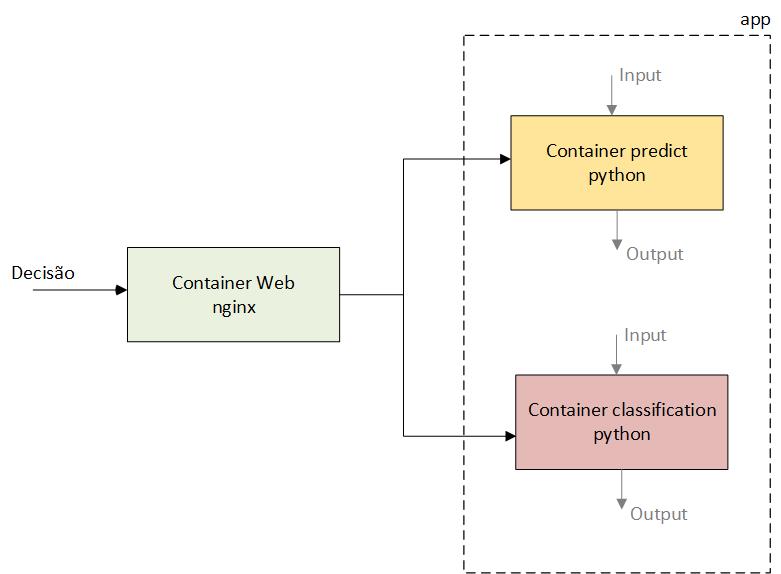 app
Input
Container predict
python
Output
Decisão
Container Web
nginx
Input
Container classification
python
Output